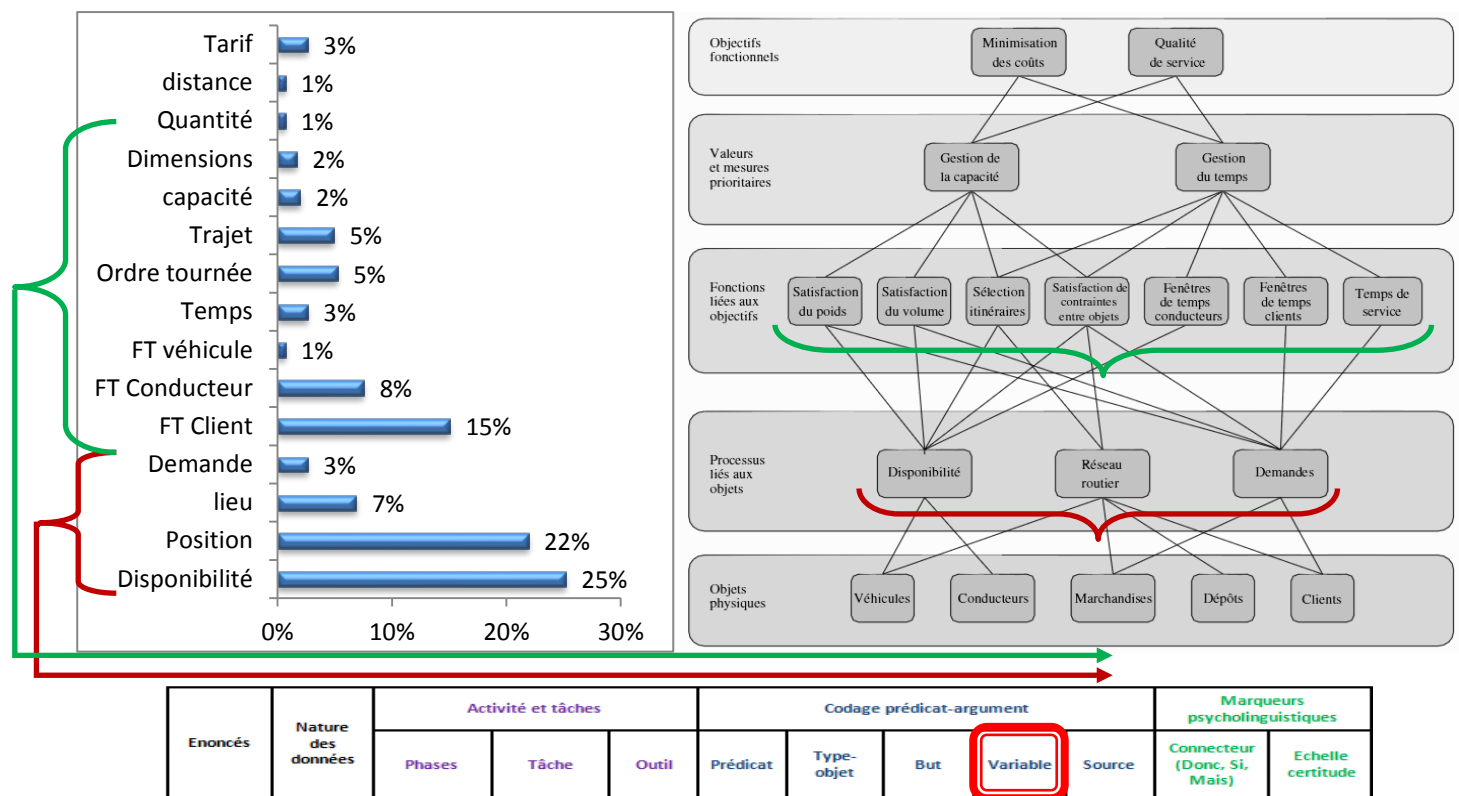 Tarif
3%
distance
1%
Quantité
1%
Dimensions
2%
capacité
2%
Trajet
5%
Ordre tournée
5%
Temps
3%
FT véhicule
1%
FT Conducteur
8%
FT Client
15%
Demande
3%
lieu
7%
Position
22%
Disponibilité
25%
0%
10%
20%
30%
Objectifs
fonctionnels
Minimisation
des coûts
Qualité
de service
Valeurs
et mesures
prioritaires
Gestion de
la capacité
Gestion
du temps
Fonctions
liées aux
objectifs
Satisfaction
du poids
Satisfaction
du volume
Sélection
itinéraires
Satisfaction de
contraintes
entre objets
Fenêtres
de temps
conducteurs
Fenêtres
de temps
clients
Temps de
service
Processus
liés aux
objets
Disponibilité
Réseau
routier
Demandes
Objets
physiques
Véhicules
Conducteurs
Marchandises
Dépôts
Clients
Enoncés
Nature
des
données
Activité et tâches
Phases
Tâche
Outil
Codage prédicat-argument
Prédicat
Type-
objet
But
Variable
Source
Marqueurs
psycholinguistiques
Connecteur
(Donc, Si,
Mais)
Echelle
certitude